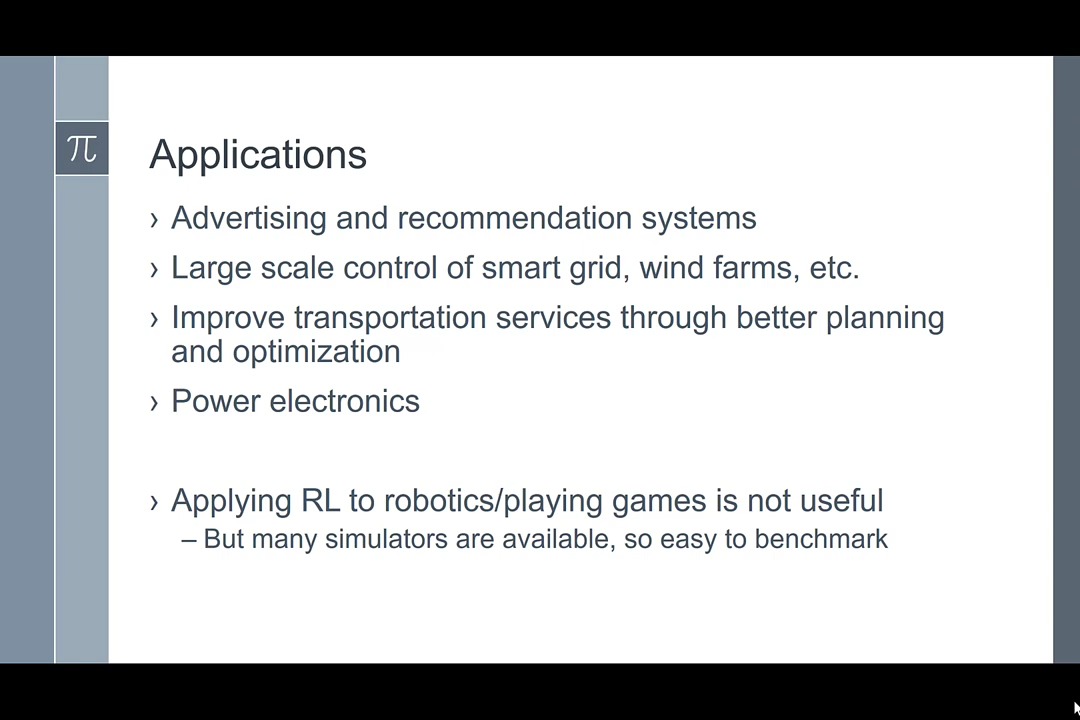 π
Applications
› Advertising and recommendation systems
› Large scale control of smart grid, wind farms, etc.
› Improve transportation services through better planning
and optimization
› Power electronics
› Applying RL to robotics/playing games is not useful
– But many simulators are available, so easy to benchmark